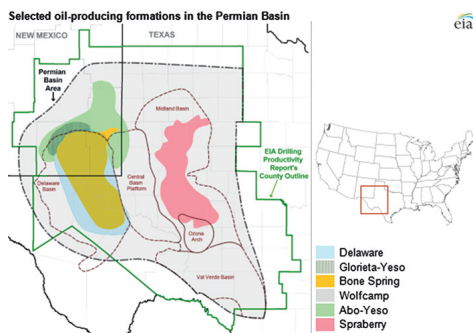 Selected oil-producing formations in the Permian Basin
eia
NEW MEXICO
TEXAS
Permian
Basin
Area
Midland Basin
EIA Drilling
Productivity
Report's
County Outline
Delaware
Basin
Central
Basin
Platform
Ozona
Arch
Val Verde Basin
Delaware
Glorieta-Yeso
Bone Spring
Wolfcamp
Abo-Yeso
Spraberry